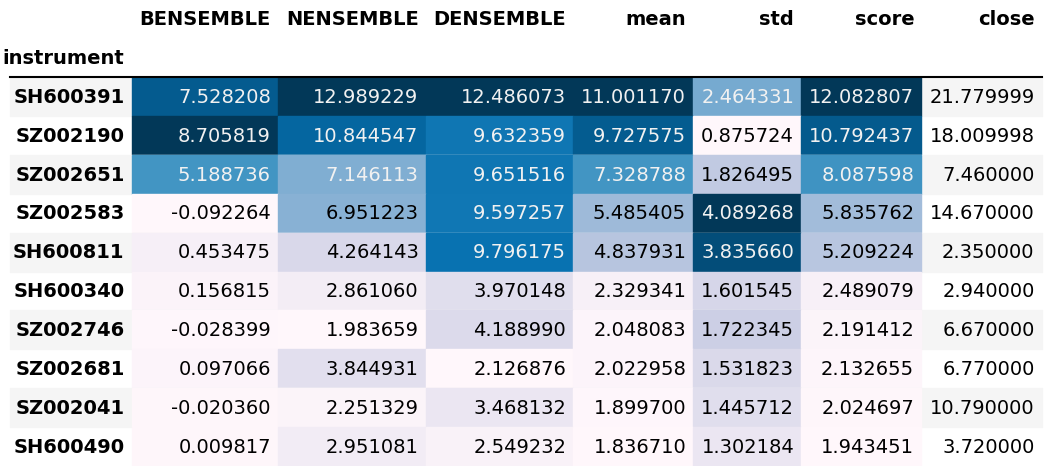 BENSEMBLE NENSEMBLE DENSEMBLE mean std score close
instrument
SH600391 7.528208 12.989229 12.486073 11.001170 2.464331 12.082807 21.779999
SZ002190 8.705819 10.844547 9.632359 9.727575 0.875724 10.792437 18.009998
SZ002651 5.188736 7.146113 9.651516 7.328788 1.826495 8.087598 7.460000
SZ002583 -0.092264 6.951223 9.597257 5.485405 4.089268 5.835762 14.670000
SH600811 0.453475 4.264143 9.796175 4.837931 3.835660 5.209224 2.350000
SH600340 0.156815 2.861060 3.970148 2.329341 1.601545 2.489079 2.940000
SZ002746 -0.028399 1.983659 4.188990 2.048083 1.722345 2.191412 6.670000
SZ002681 0.097066 3.844931 2.126876 2.022958 1.531823 2.132655 6.770000
SZ002041 -0.020360 2.251329 3.468132 1.899700 1.445712 2.024697 10.790000
SH600490 0.009817 2.951081 2.549232 1.836710 1.302184 1.943451 3.720000